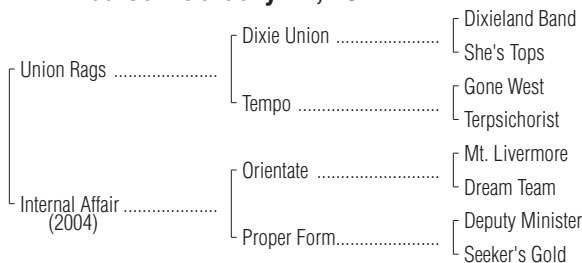 Dixieland Band
Dixie Union
She's Tops
Union Rags
Gone West
Tempo
Terpsichorist
Mt. Livermore
Orientate
Dream Team
Internal Affair
(2004)
Deputy Minister
Proper Form
Seeker's Gold